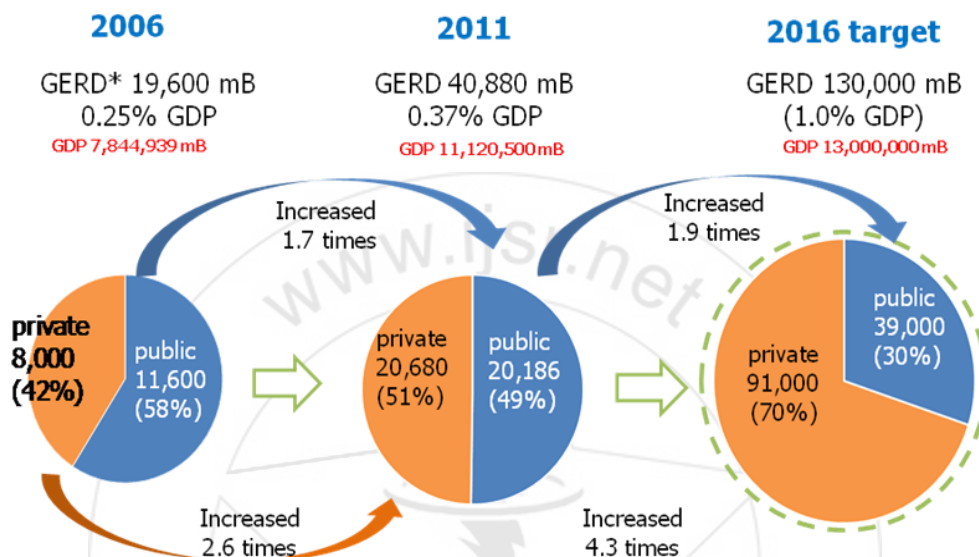 2006
GERD* 19,600 mB
0.25% GDP
GDP 7,844,939 mB
2011
GERD 40,880 mB
0.37% GDP
GDP 11,120,500 mB
2016 target
GERD 130,000 mB
(1.0% GDP)
GDP 13,000,000 mB
Increased
1.7 times
Increased
1.9 times
www.ijsr.net
private
8,000
(42%)
public
11,600
(58%)
private
20,680
(51%)
public
20,186
(49%)
private
91,000
(70%)
public
39,000
(30%)
Increased
2.6 times
Increased
4.3 times